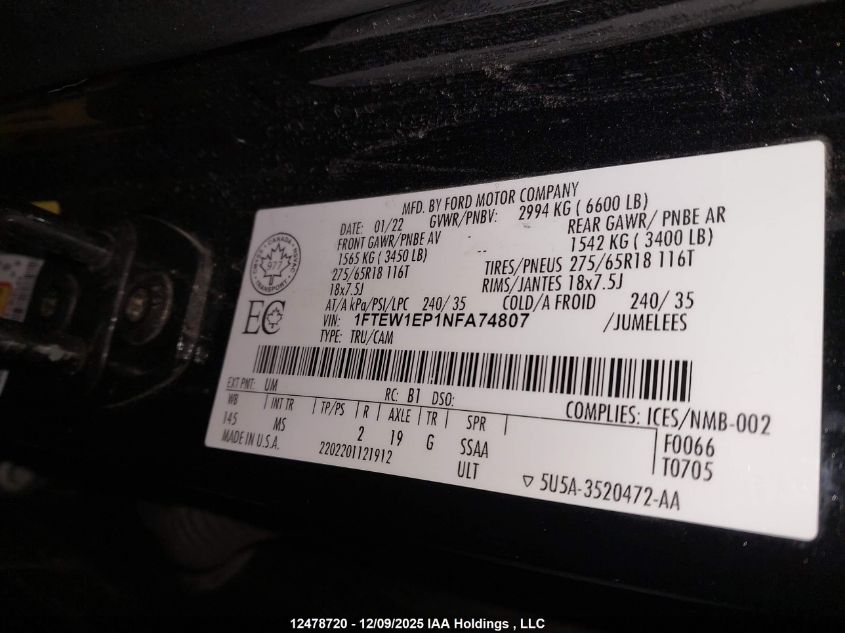 MFD. BY FORD MOTOR COMPANY
DATE: 01/22 GVWR/PNBV: 2994 KG ( 6600 LB)
FRONT GAWR/PNBE AV REAR GAWR/ PNBE AR
1565 KG ( 3450 LB) -- 1542 KG ( 3400 LB)
275/65R18 116T -- TIRES/PNEUS 275/65R18 116T
18x7.5J RIMS/JANTES 18x7.5J
AT/A kPa/PSI/LPC 240/ 35 COLD/A FROID 240/ 35
VIN: 1FTEW1EP1NFA74807 /JUMELEES
TYPE: TRU/CAM
CANADA
977
TRANSPORT
EC
EXT PNT: UM RC: B1 DSO:
COMPLIES: ICES/NMB-002
WB INT TR TP/PS R AXLE TR SPR
145 MS 2 19 G SSAA F0066
MADE IN U.S.A. 2202201121912 ULT T0705
▽ 5U5A-3520472-AA
12478720 - 12/09/2025 IAA Holdings , LLC